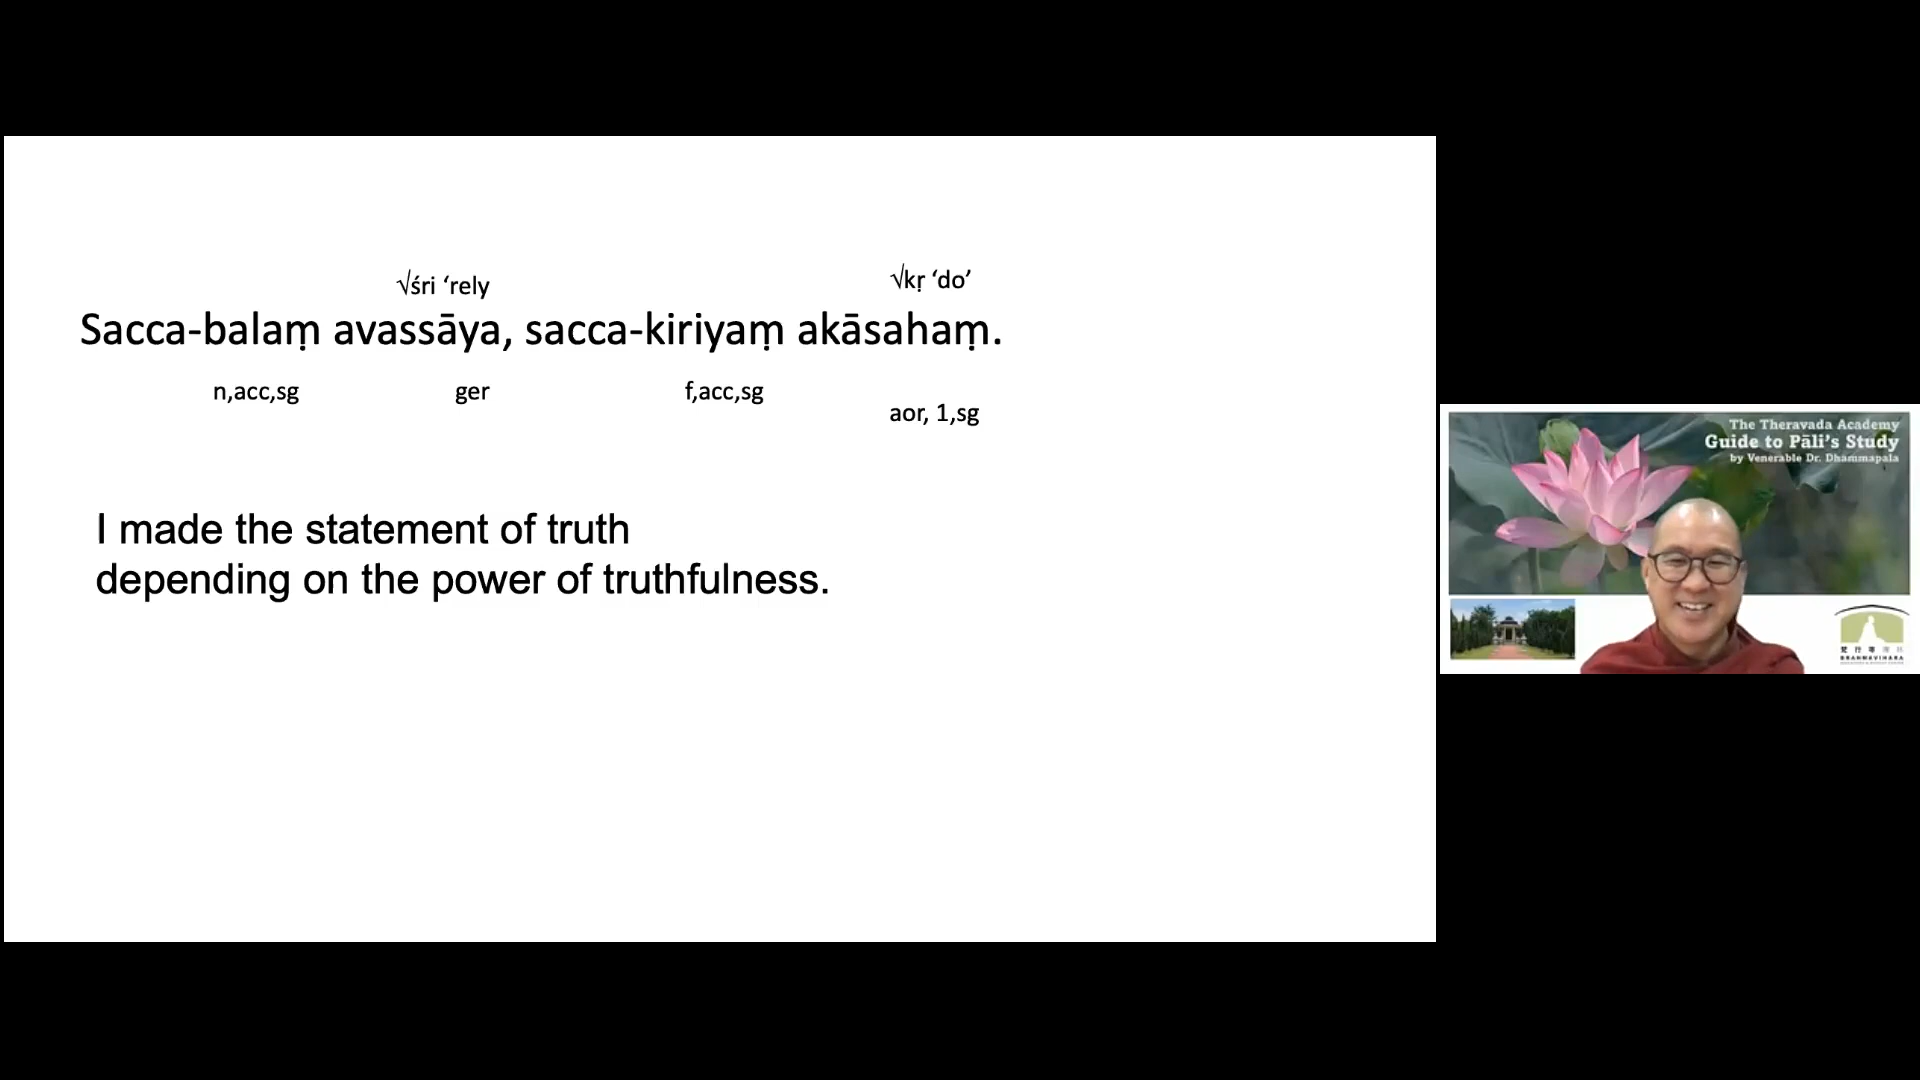 √śri ‘rely
√kṛ ‘do’
Sacca-balaṃ avassāya, sacca-kiriyaṃ akāsahaṃ.
n,acc,sg
ger
f,acc,sg
aor, 1,sg
I made the statement of truth
depending on the power of truthfulness.
The Theravada Academy
Guide to Pāli’s Study
by Venerable Dr. Dhammapala
BRAHMAVIHARA